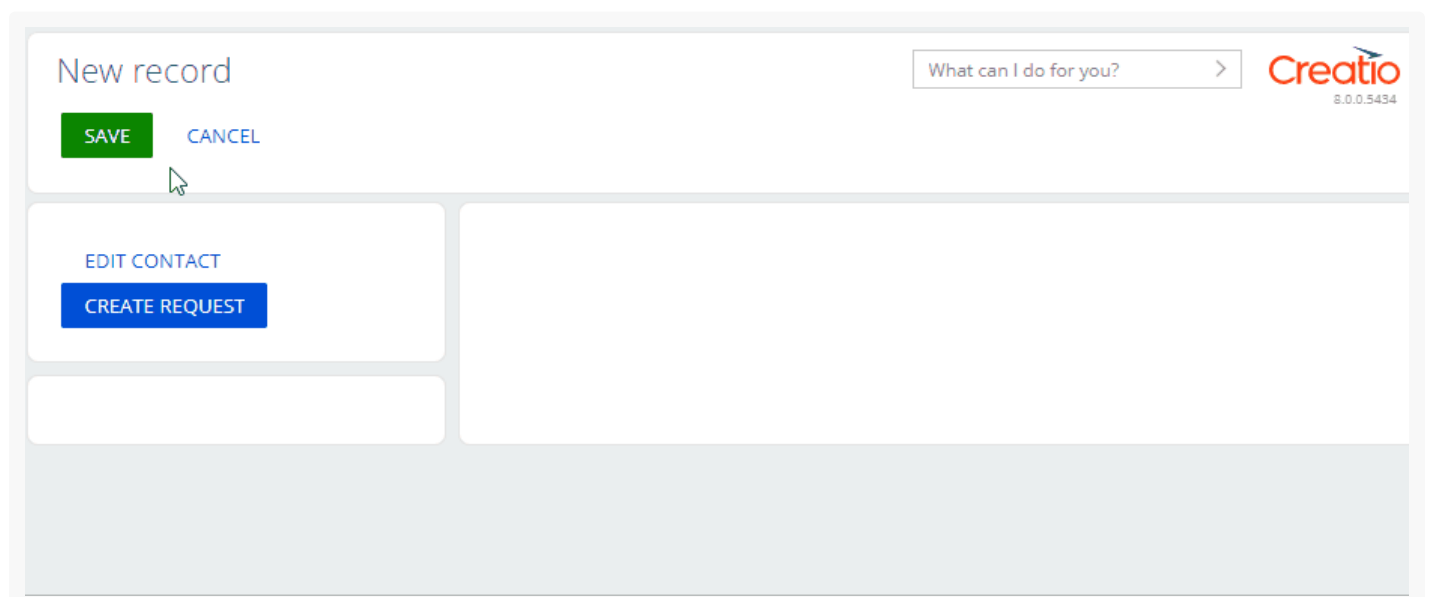 New record
What can I do for you?
Creatio
8.0.0.5434
SAVE
CANCEL
EDIT CONTACT
CREATE REQUEST